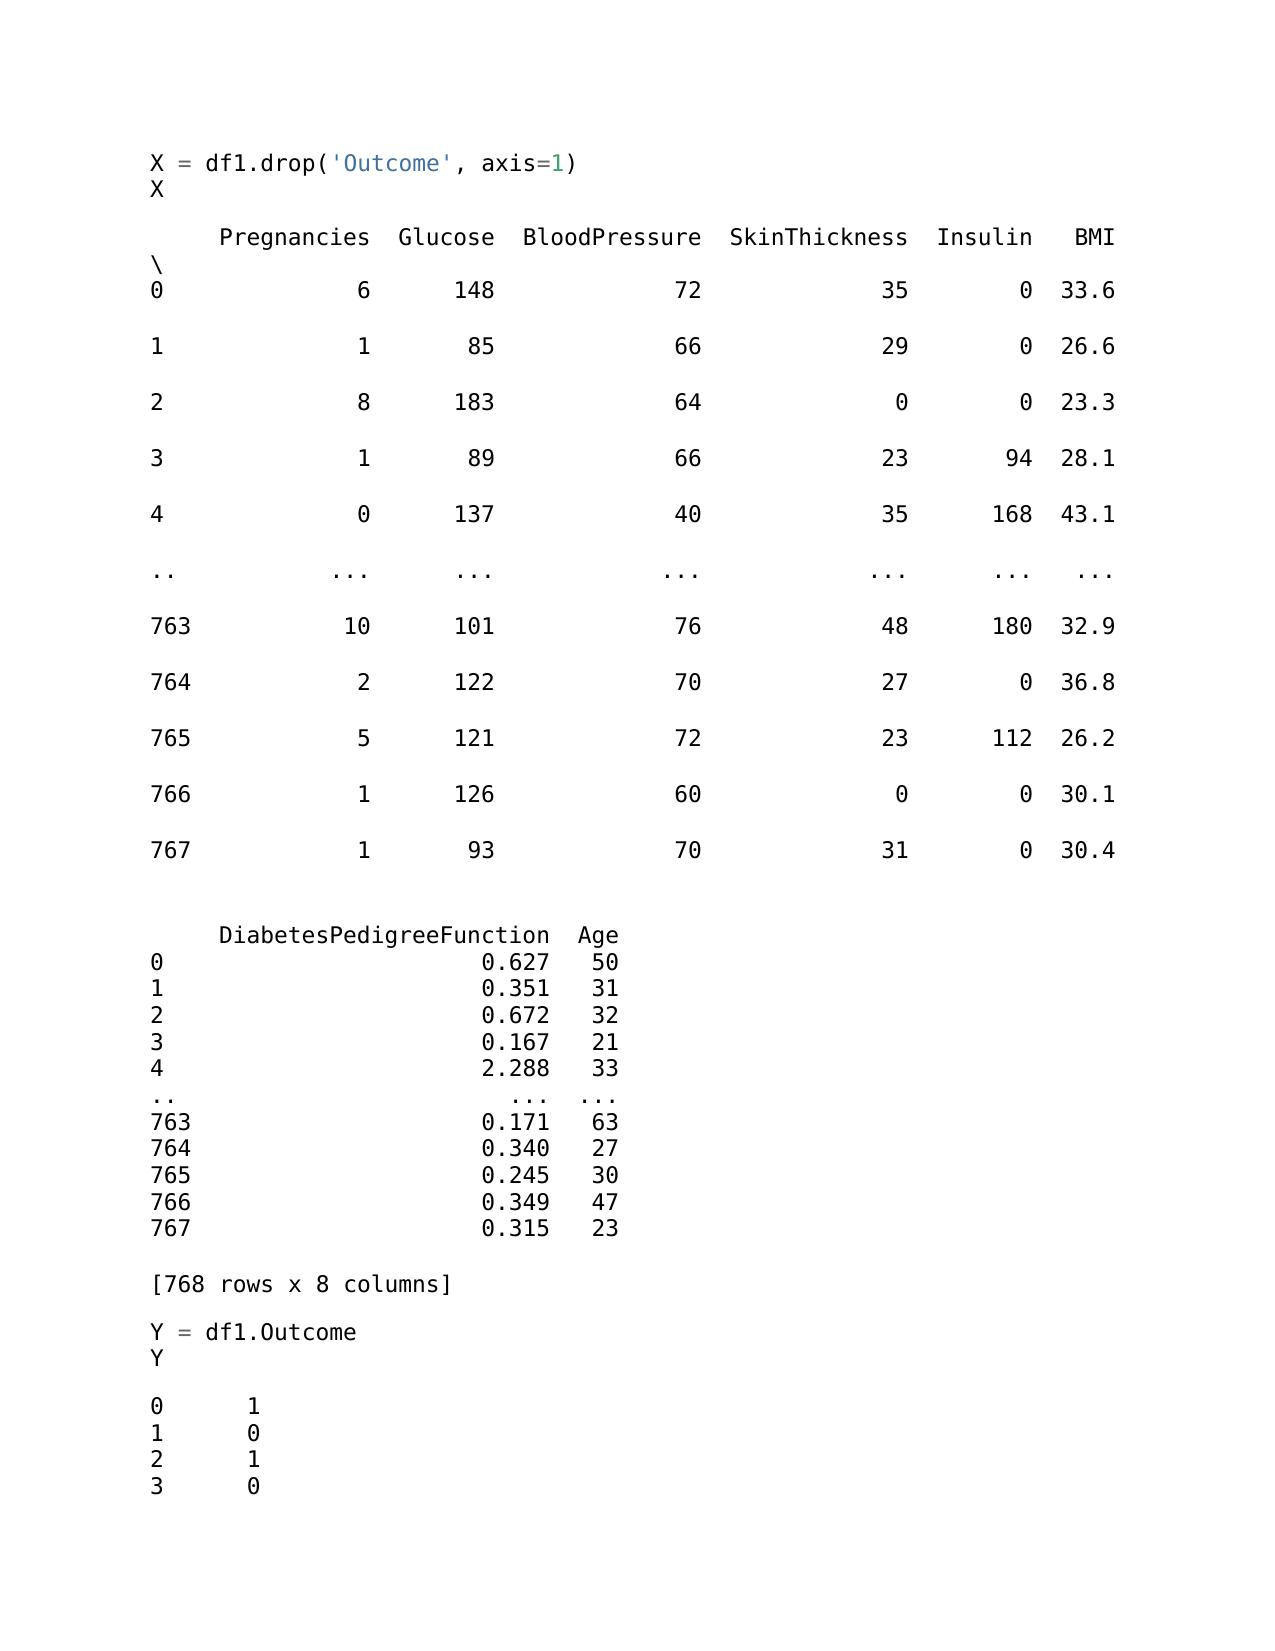 X = df1.drop('Outcome', axis=1)
X
     Pregnancies  Glucose  BloodPressure  SkinThickness  Insulin   BMI
\
0              6      148             72             35        0  33.6
1              1       85             66             29        0  26.6
2              8      183             64              0        0  23.3
3              1       89             66             23       94  28.1
4              0      137             40             35      168  43.1
..           ...      ...            ...            ...      ...   ...
763           10      101             76             48      180  32.9
764            2      122             70             27        0  36.8
765            5      121             72             23      112  26.2
766            1      126             60              0        0  30.1
767            1       93             70             31        0  30.4
     DiabetesPedigreeFunction  Age
0                       0.627   50
1                       0.351   31
2                       0.672   32
3                       0.167   21
4                       2.288   33
..                        ...  ...
763                     0.171   63
764                     0.340   27
765                     0.245   30
766                     0.349   47
767                     0.315   23
[768 rows x 8 columns]
Y = df1.Outcome
Y
0      1
1      0
2      1
3      0